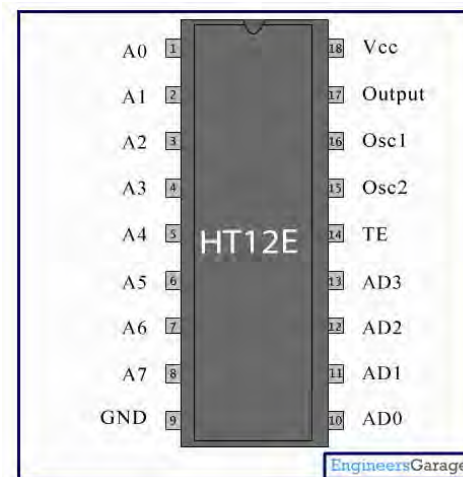 A0 1 18 Vcc
A1 2 17 Output
A2 3 16 Osc1
A3 4 15 Osc2
A4 5 HT12E 14 TE
A5 6 13 AD3
A6 7 12 AD2
A7 8 11 AD1
GND 9 10 AD0
EngineersGarage